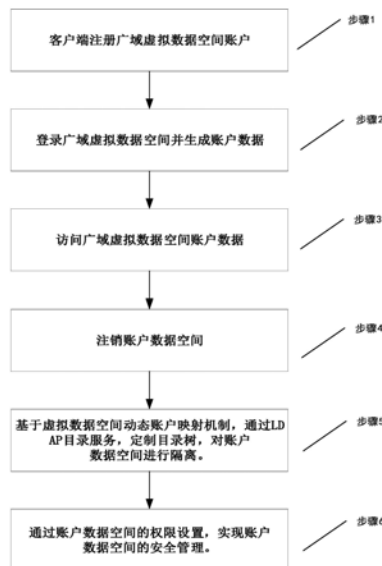 客户端注册广域虚拟数据空间账户
步骤1
登录广域虚拟数据空间并生成账户数据
步骤2
访问广域虚拟数据空间账户数据
步骤3
注销账户数据空间
步骤4
基于虚拟数据空间动态账户映射机制，通过LD
AP目录服务，定制目录树，对账户
数据空间进行隔离。
步骤5
通过账户数据空间的权限设置，实现账户
数据空间的安全管理。
步骤6